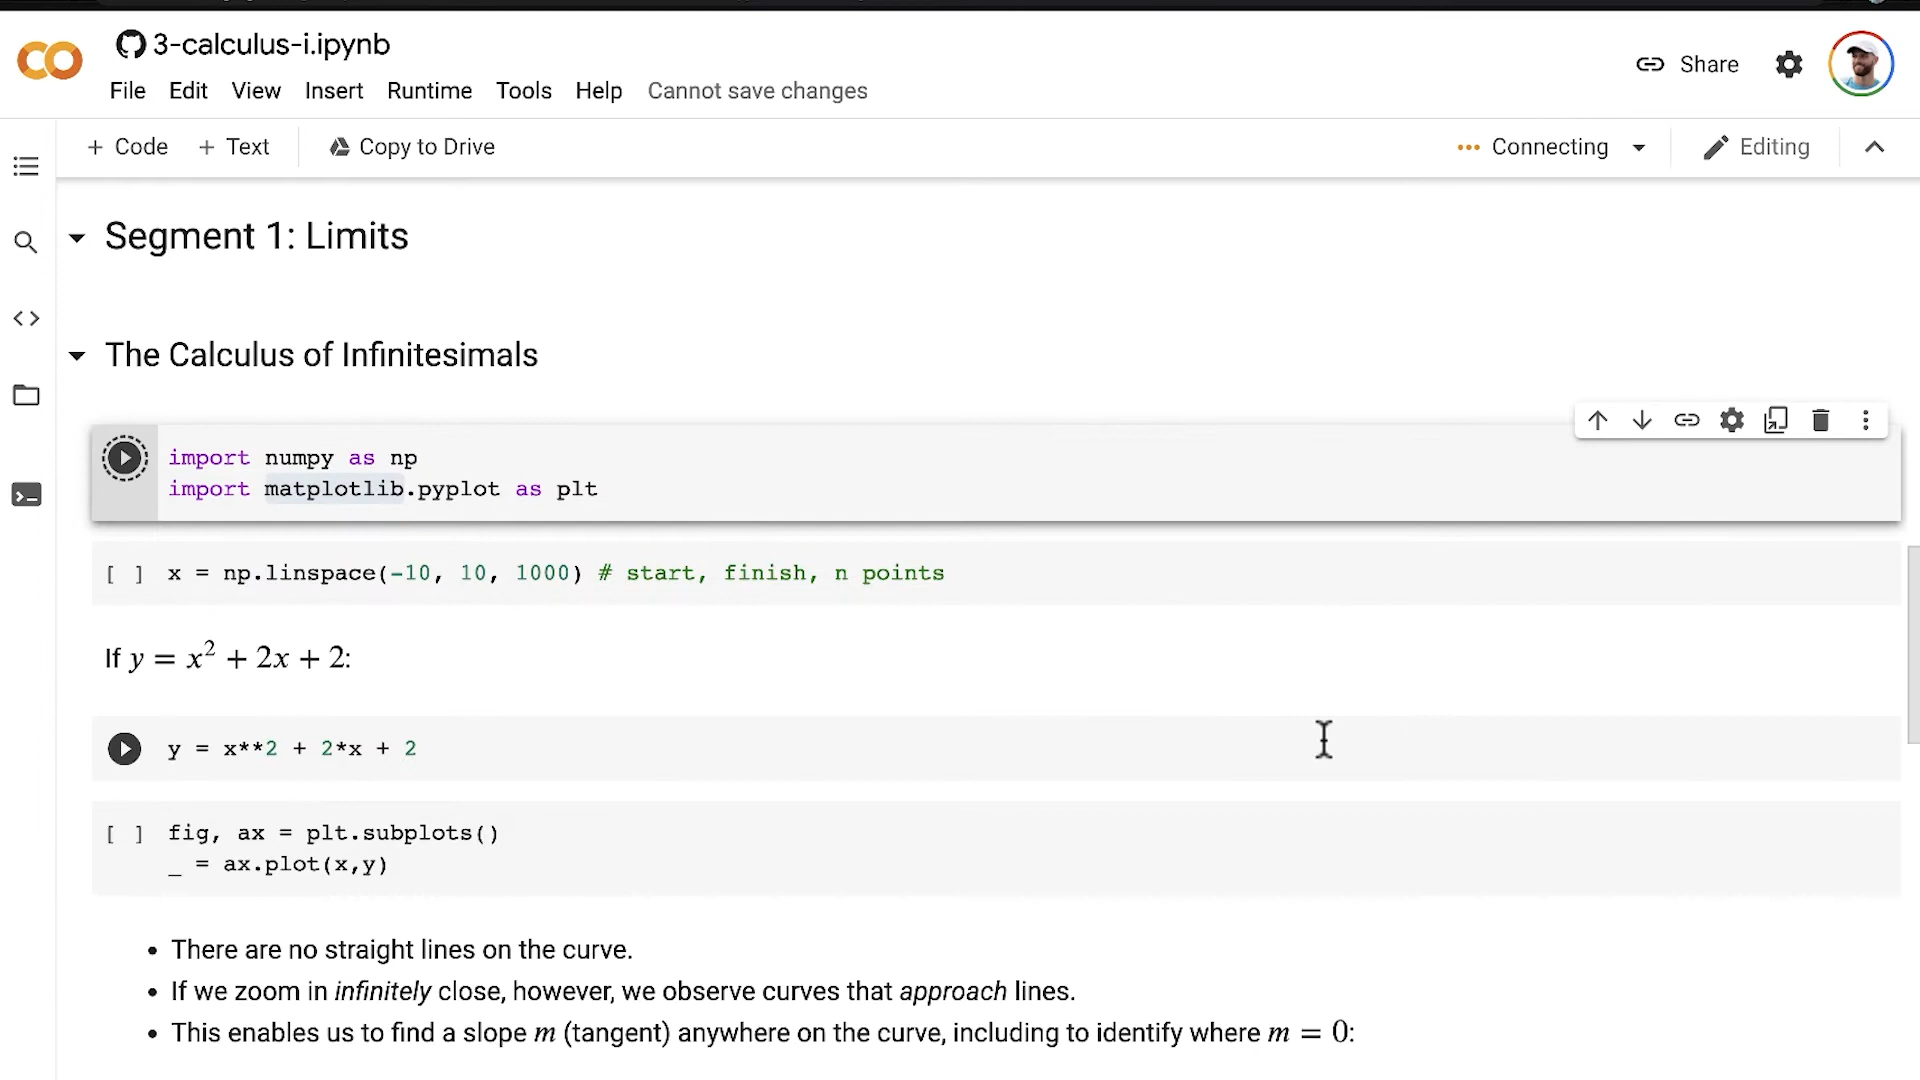 3-calculus-i.ipynb
File Edit View Insert Runtime Tools Help Cannot save changes
Share
+ Code + Text Copy to Drive
Connecting Editing
Segment 1: Limits
The Calculus of Infinitesimals
import numpy as np
import matplotlib.pyplot as plt
[ ] x = np.linspace(-10, 10, 1000) # start, finish, n points
If y = x² + 2x + 2:
y = x**2 + 2*x + 2
[ ] fig, ax = plt.subplots()
_ = ax.plot(x,y)
• There are no straight lines on the curve.
• If we zoom in infinitely close, however, we observe curves that approach lines.
• This enables us to find a slope m (tangent) anywhere on the curve, including to identify where m = 0: